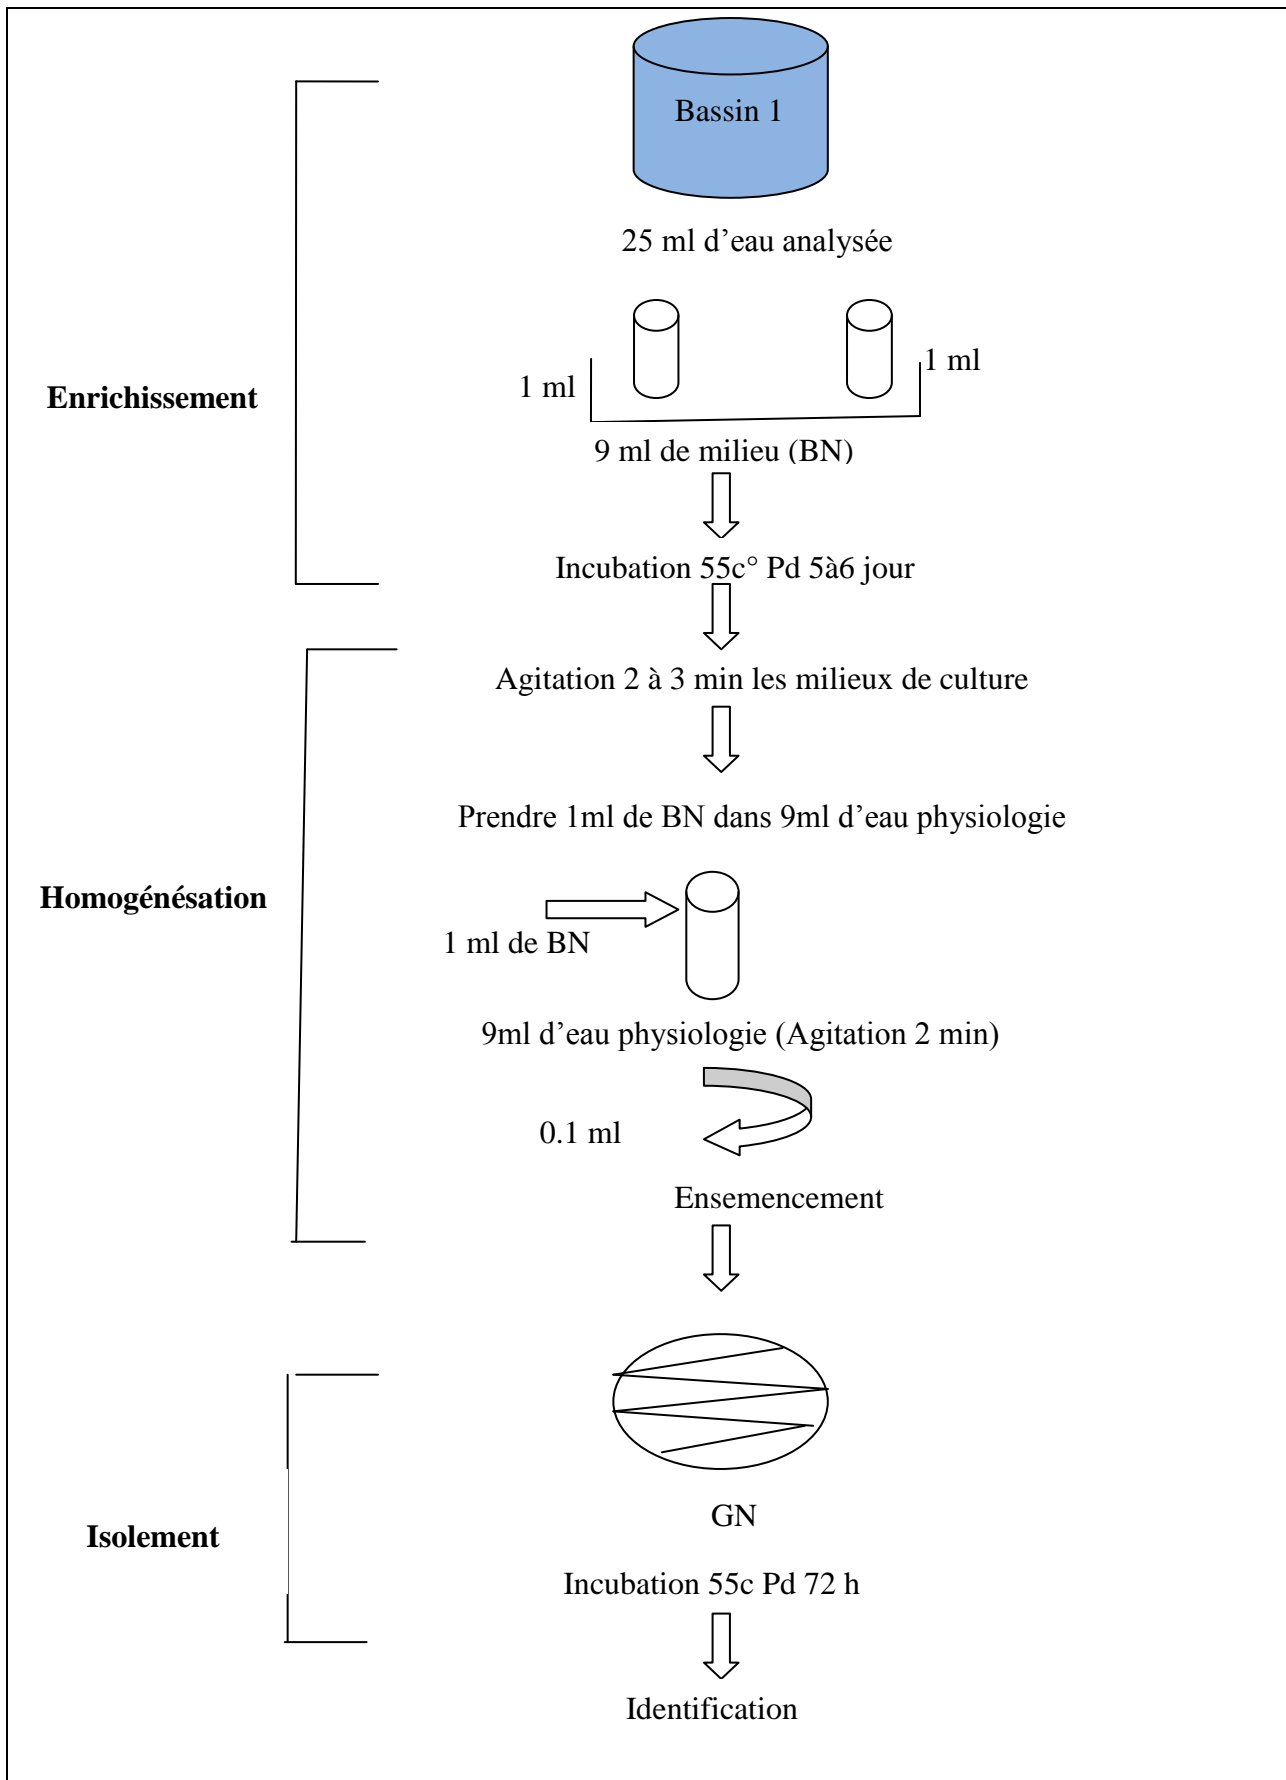 Bassin 1
25 ml d’eau analysée
1 ml
1 ml
Enrichissement
9 ml de milieu (BN)
Incubation 55c° Pd 5à6 jour
Agitation 2 à 3 min les milieux de culture
Prendre 1ml de BN dans 9ml d’eau physiologie
Homogénésation
1 ml de BN
9ml d’eau physiologie (Agitation 2 min)
0.1 ml
Ensemencement
GN
Isolement
Incubation 55c Pd 72 h
Identification